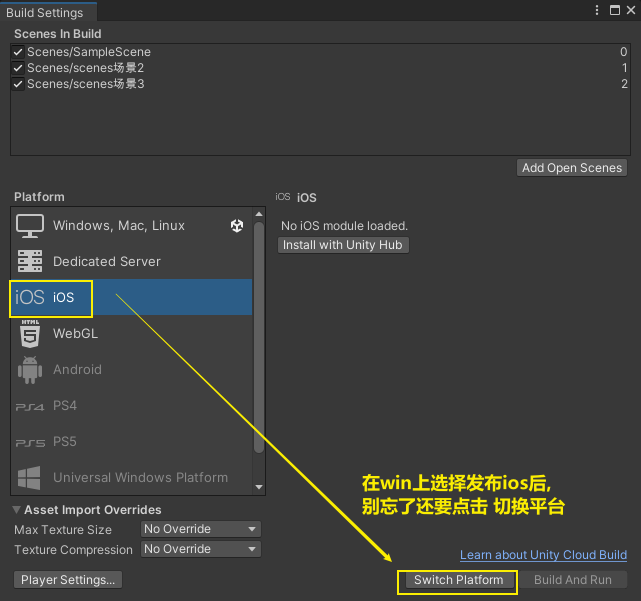 Build Settings
Scenes In Build
Scenes/SampleScene 0
Scenes/scenes场景2 1
Scenes/scenes场景3 2
Add Open Scenes
Platform
Windows, Mac, Linux
Dedicated Server
iOS iOS
HTML 5 WebGL
Android
PS4 PS4
PS5 PS5
Universal Windows Platform
iOS iOS
No iOS module loaded.
Install with Unity Hub
在win上选择发布ios后,
别忘了还要点击 切换平台
Asset Import Overrides
Max Texture Size No Override
Texture Compression No Override
Learn about Unity Cloud Build
Player Settings... Switch Platform Build And Run